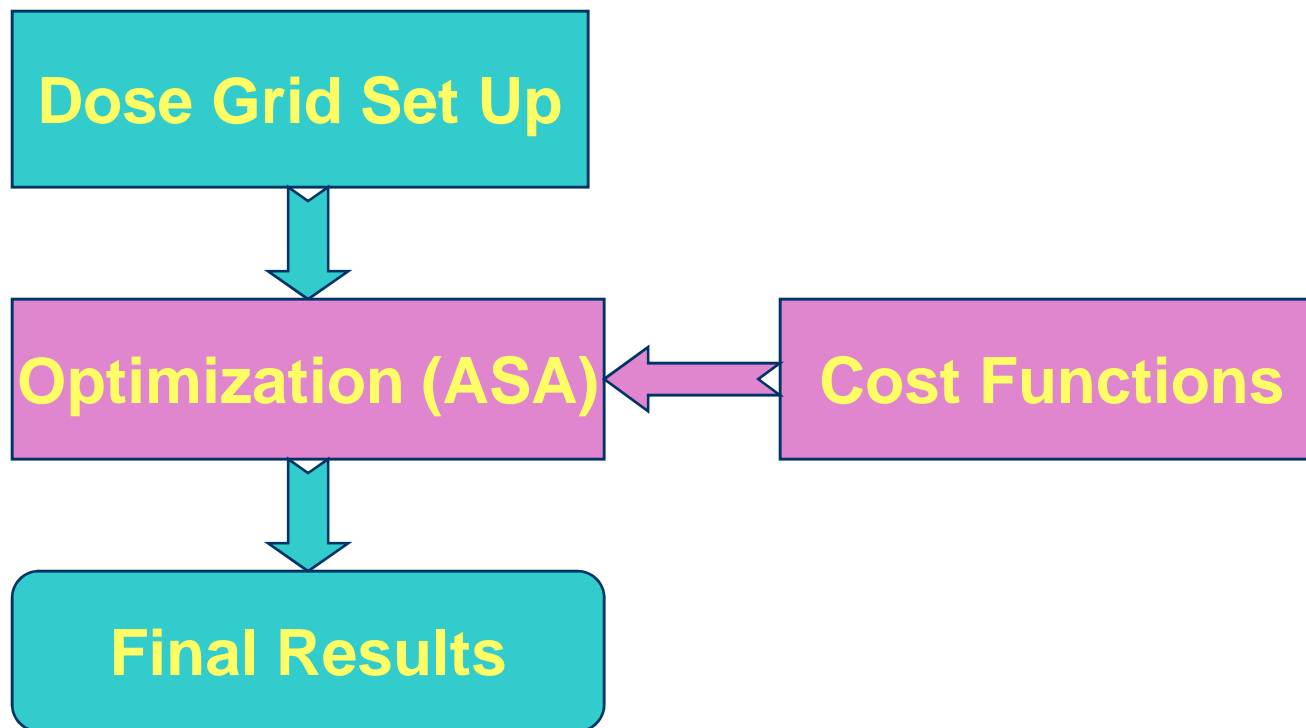 Dose Grid Set Up
Optimization (ASA)
Cost Functions
Final Results